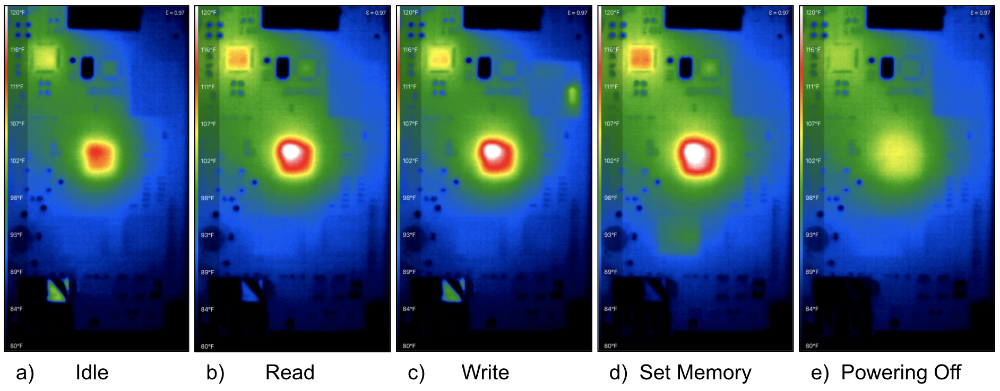 120°F
ε = 0.97
116°F
111°F
107°F
102°F
98°F
93°F
89°F
84°F
80°F
120°F
ε = 0.97
116°F
111°F
107°F
102°F
98°F
93°F
89°F
84°F
80°F
120°F
ε = 0.97
116°F
111°F
107°F
102°F
98°F
93°F
89°F
84°F
80°F
120°F
ε = 0.97
116°F
111°F
107°F
102°F
98°F
93°F
89°F
84°F
80°F
120°F
ε = 0.97
116°F
111°F
107°F
102°F
98°F
93°F
89°F
84°F
80°F
a) Idle
b) Read
c) Write
d) Set Memory
e) Powering Off